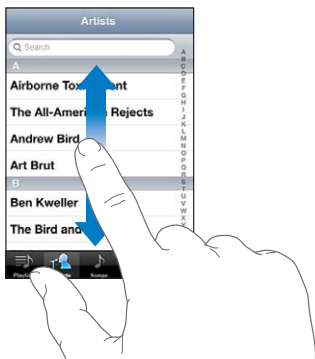 Artists
Search
A
Airborne Tox ent
The All-American Rejects
Andrew Bird
Art Brut
B
Ben Kweller
The Bird and
Songs
A
B
C
D
E
F
G
H
I
J
K
L
M
N
O
P
Q
R
S
T
U
V
W
X